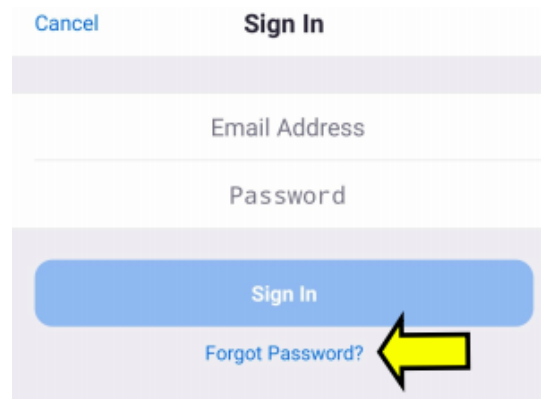 Cancel Sign In
Email Address
Password
Sign In
Forgot Password?